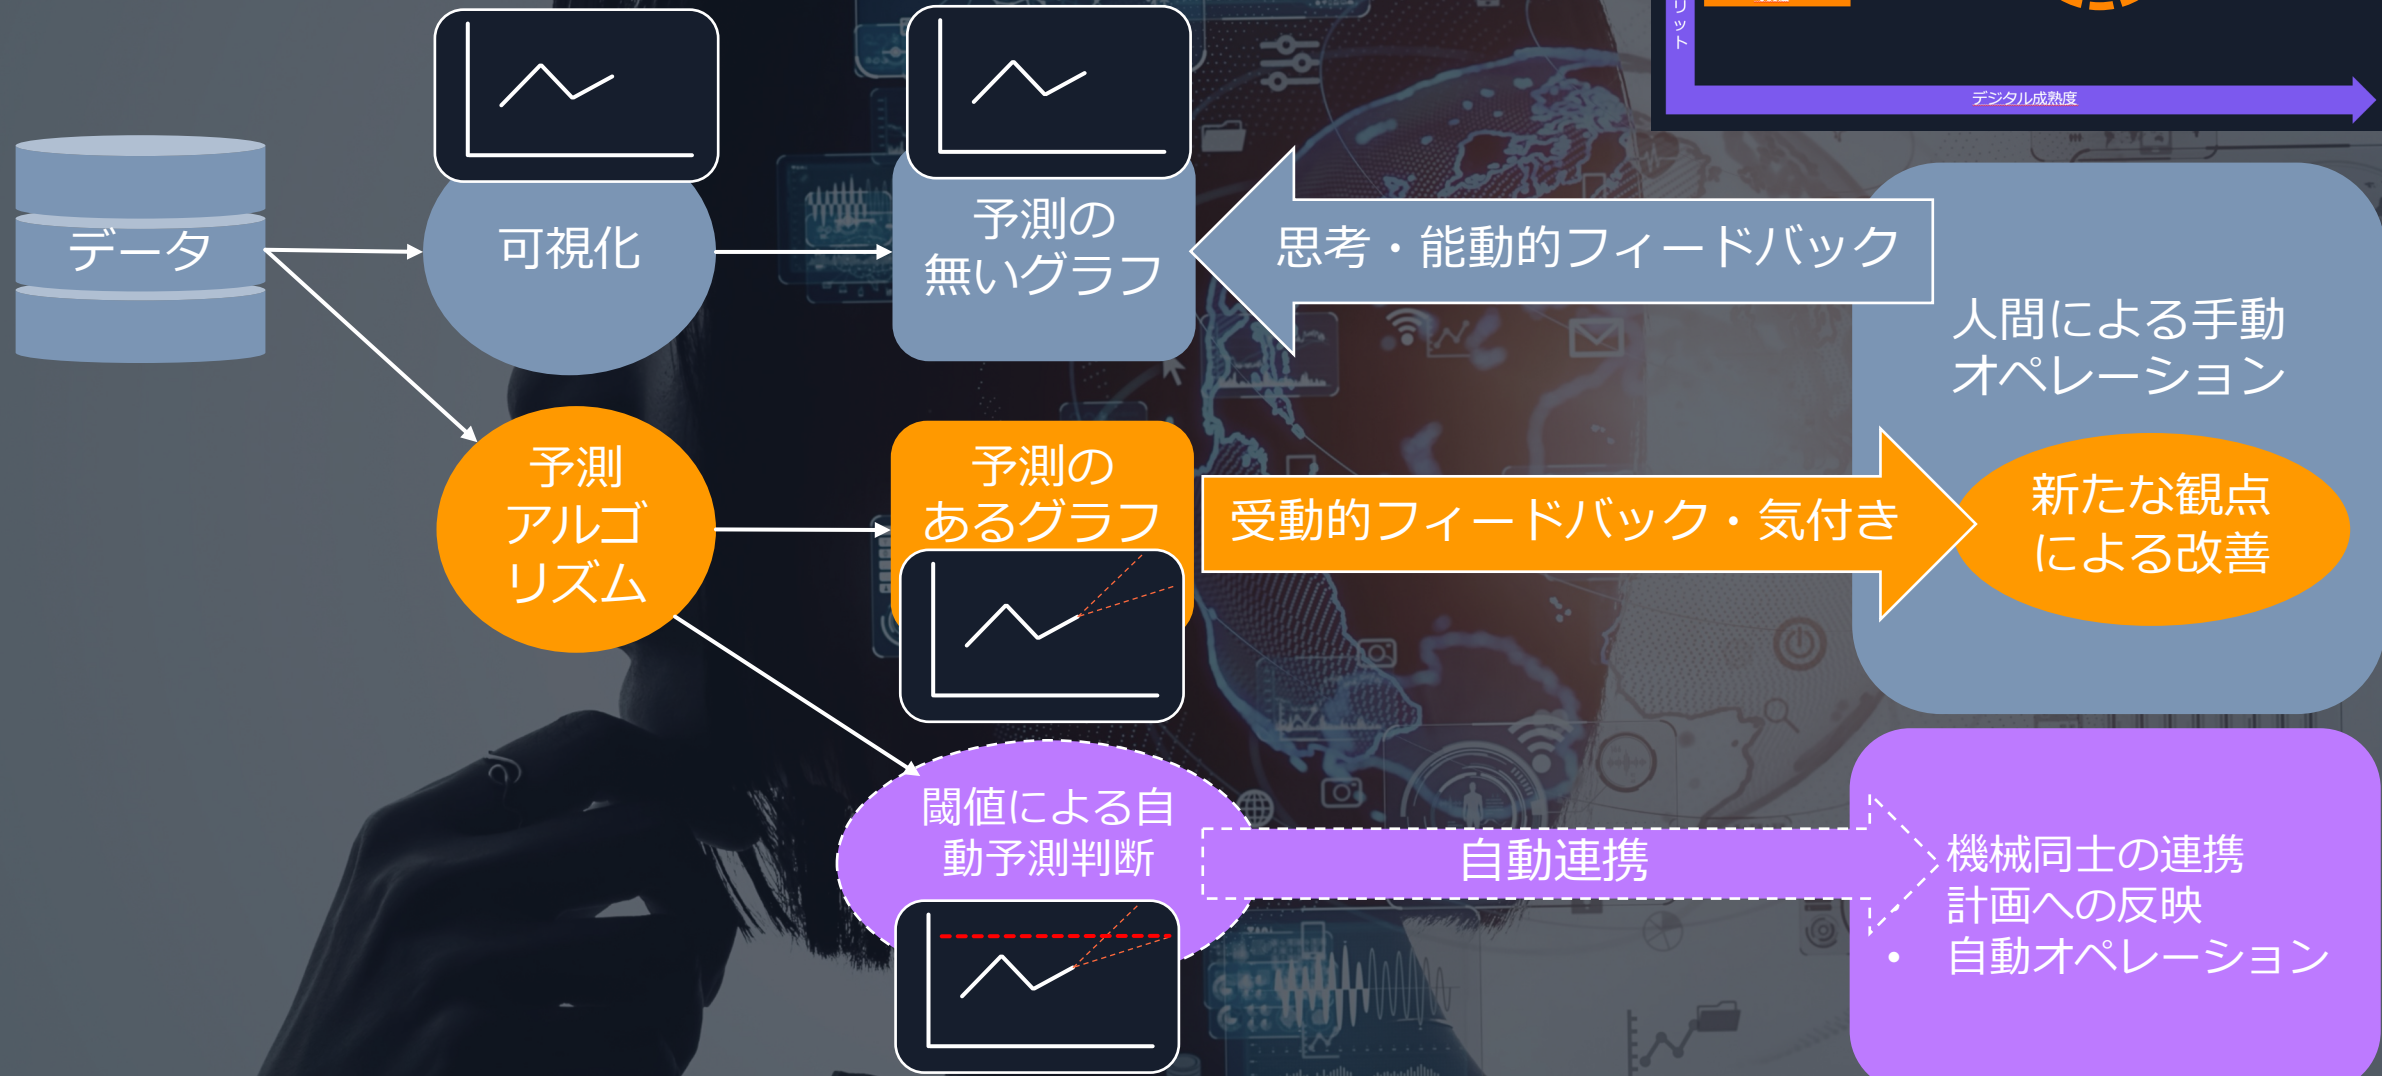 リット
デジタル成熟度
データ
可視化
予測の
無いグラフ
思考・能動的フィードバック
人間による手動
オペレーション
予測
アルゴ
リズム
予測の
あるグラフ
受動的フィードバック・気付き
新たな観点
による改善
閾値による自
動予測判断
自動連携
機械同士の連携
計画への反映
• 自動オペレーション